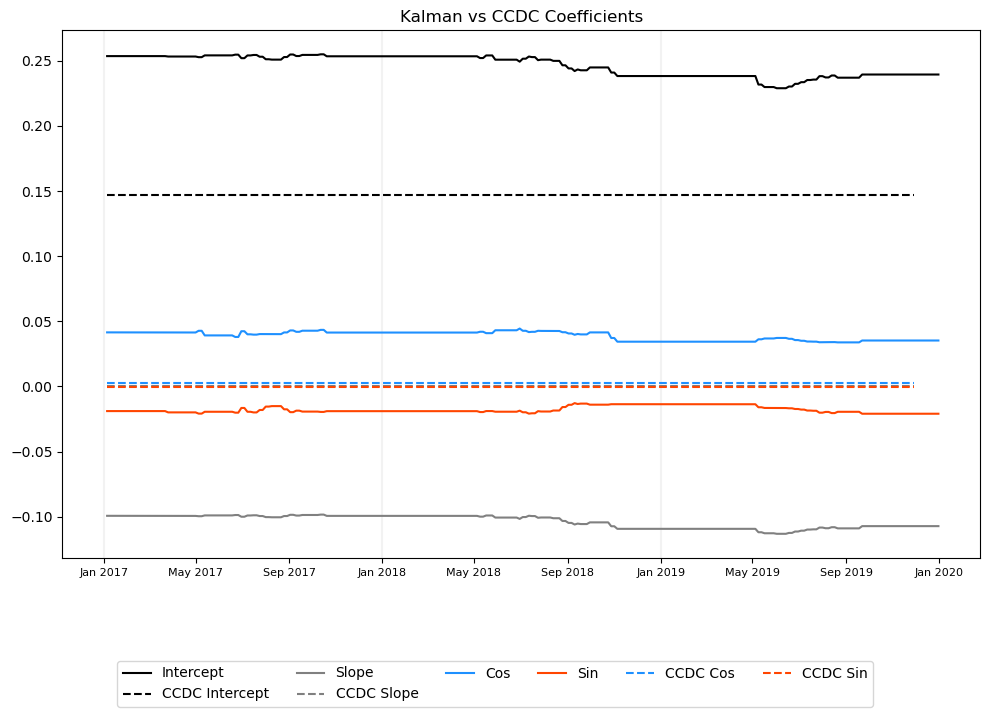 Kalman vs CCDC Coefficients
0.25
0.20
0.15
0.10
0.05
0.00
−0.05
−0.10
Jan 2017 May 2017 Sep 2017 Jan 2018 May 2018 Sep 2018 Jan 2019 May 2019 Sep 2019 Jan 2020
Intercept Slope Cos Sin CCDC Cos CCDC Sin
CCDC Intercept CCDC Slope